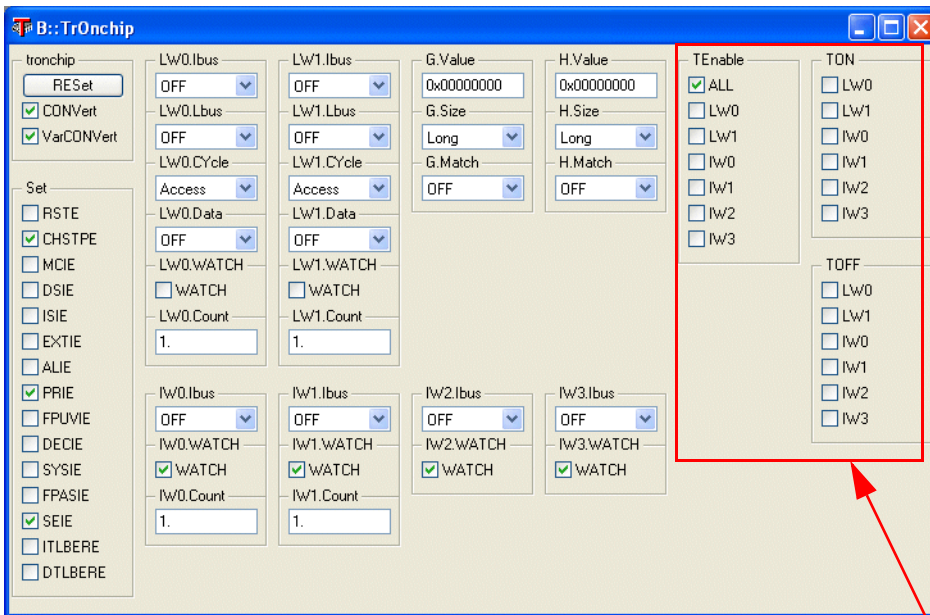 B::TrOnchip
tronchip
RESet
CONVert
VarCONVert
Set
RSTE
CHSTPE
MCIE
DSIE
ISIE
EXTIE
ALIE
PRIE
FPUVIE
DECIE
SYSIE
FPASIE
SEIE
ITLBERE
DTLBERE
LW0.Ibus
OFF
LW0.Lbus
OFF
LW0.CYcle
Access
LW0.Data
OFF
LW0.WATCH
WATCH
LW0.Count
1.
LW1.Ibus
OFF
LW1.Lbus
OFF
LW1.CYcle
Access
LW1.Data
OFF
LW1.WATCH
WATCH
LW1.Count
1.
G.Value
0x00000000
G.Size
Long
G.Match
OFF
H.Value
0x00000000
H.Size
Long
H.Match
OFF
IW0.Ibus
OFF
IW0.WATCH
WATCH
IW0.Count
1.
IW1.Ibus
OFF
IW1.WATCH
WATCH
IW1.Count
1.
IW2.Ibus
OFF
IW2.WATCH
WATCH
IW3.Ibus
OFF
IW3.WATCH
WATCH
TEnable
ALL
LW0
LW1
IW0
IW1
IW2
IW3
TON
LW0
LW1
IW0
IW1
IW2
IW3
TOFF
LW0
LW1
IW0
IW1
IW2
IW3